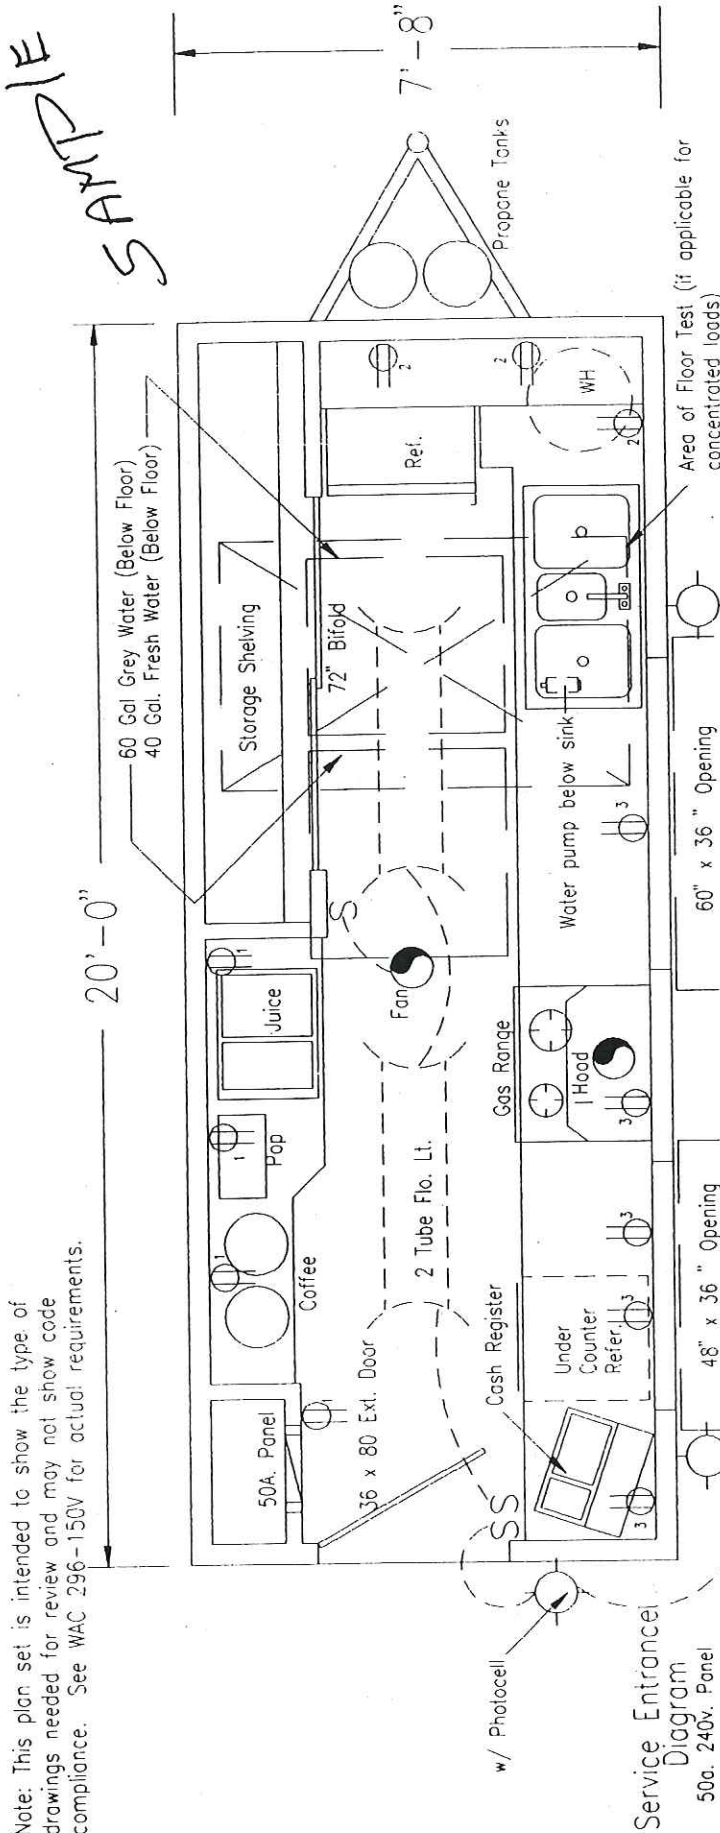 Note: This plan set is intended to show the type of
drawings needed for review and may not show code
compliance. See WAC 296-150V for actual requirements.
SAMPLE
20'-0"
7'-8"
60 Gal Grey Water (Below Floor)
40 Gal. Fresh Water (Below Floor)
Storage Shelving
72" Bifold
Ref.
WH
Propane Tanks
2
2
2
Area of Floor Test (if applicable for
concentrated loads)
50A. Panel
Coffee
Pop
Juice
1
1
1
1
S
Fan
36 x 80 Ext. Door
2 Tube Flo. Lt.
Cash Register
Gas Range
Hood
Water pump below sink
Under
Counter
Refer.
3
3
3
3
3
SS
w/ Photocell
48" x 36 " Opening
60" x 36 " Opening
Service Entrance
Diagram
50a. 240v. Panel